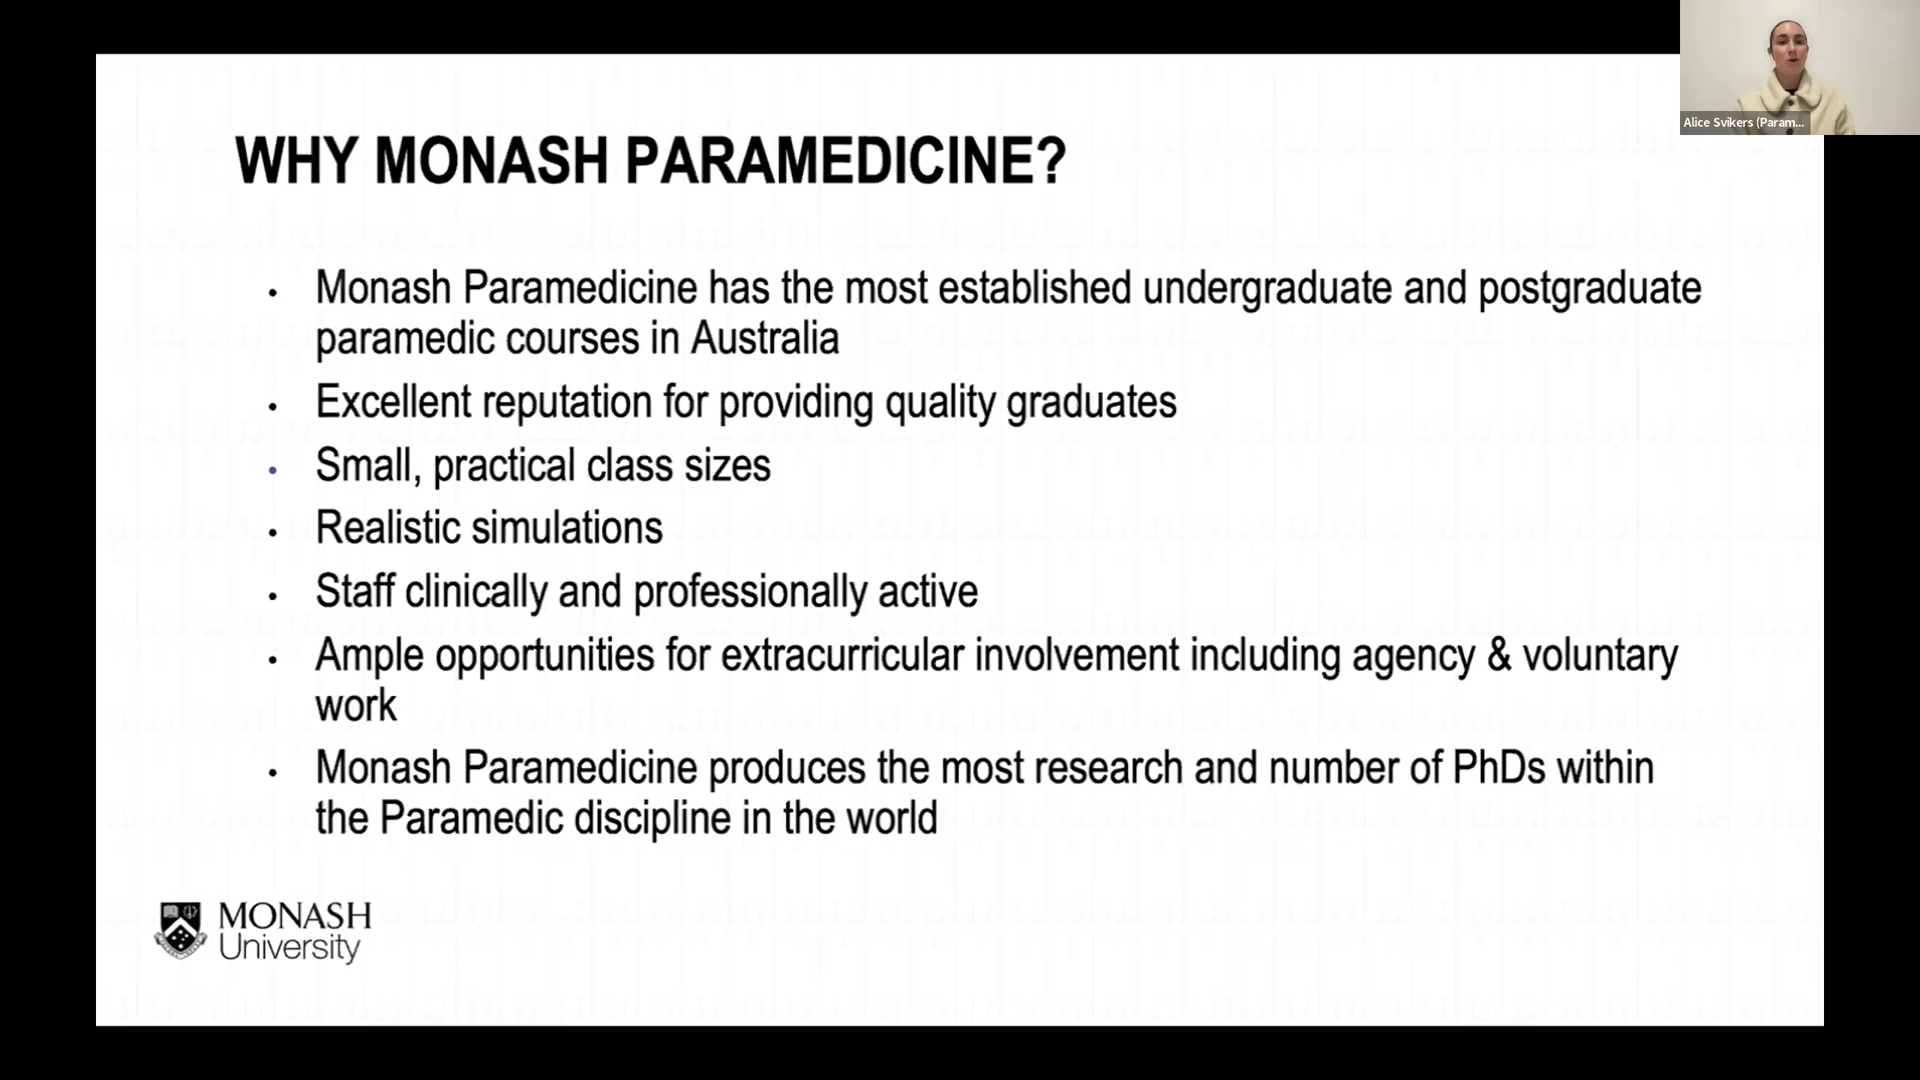 Alice Svikers (Param...
WHY MONASH PARAMEDICINE?
• Monash Paramedicine has the most established undergraduate and postgraduate
paramedic courses in Australia
• Excellent reputation for providing quality graduates
• Small, practical class sizes
• Realistic simulations
• Staff clinically and professionally active
• Ample opportunities for extracurricular involvement including agency & voluntary
work
• Monash Paramedicine produces the most research and number of PhDs within
the Paramedic discipline in the world
MONASH
University